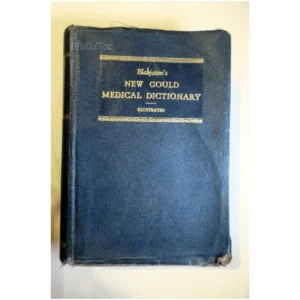 Blakiston's
NEW GOULD
MEDICAL DICTIONARY
ILLUSTRATED